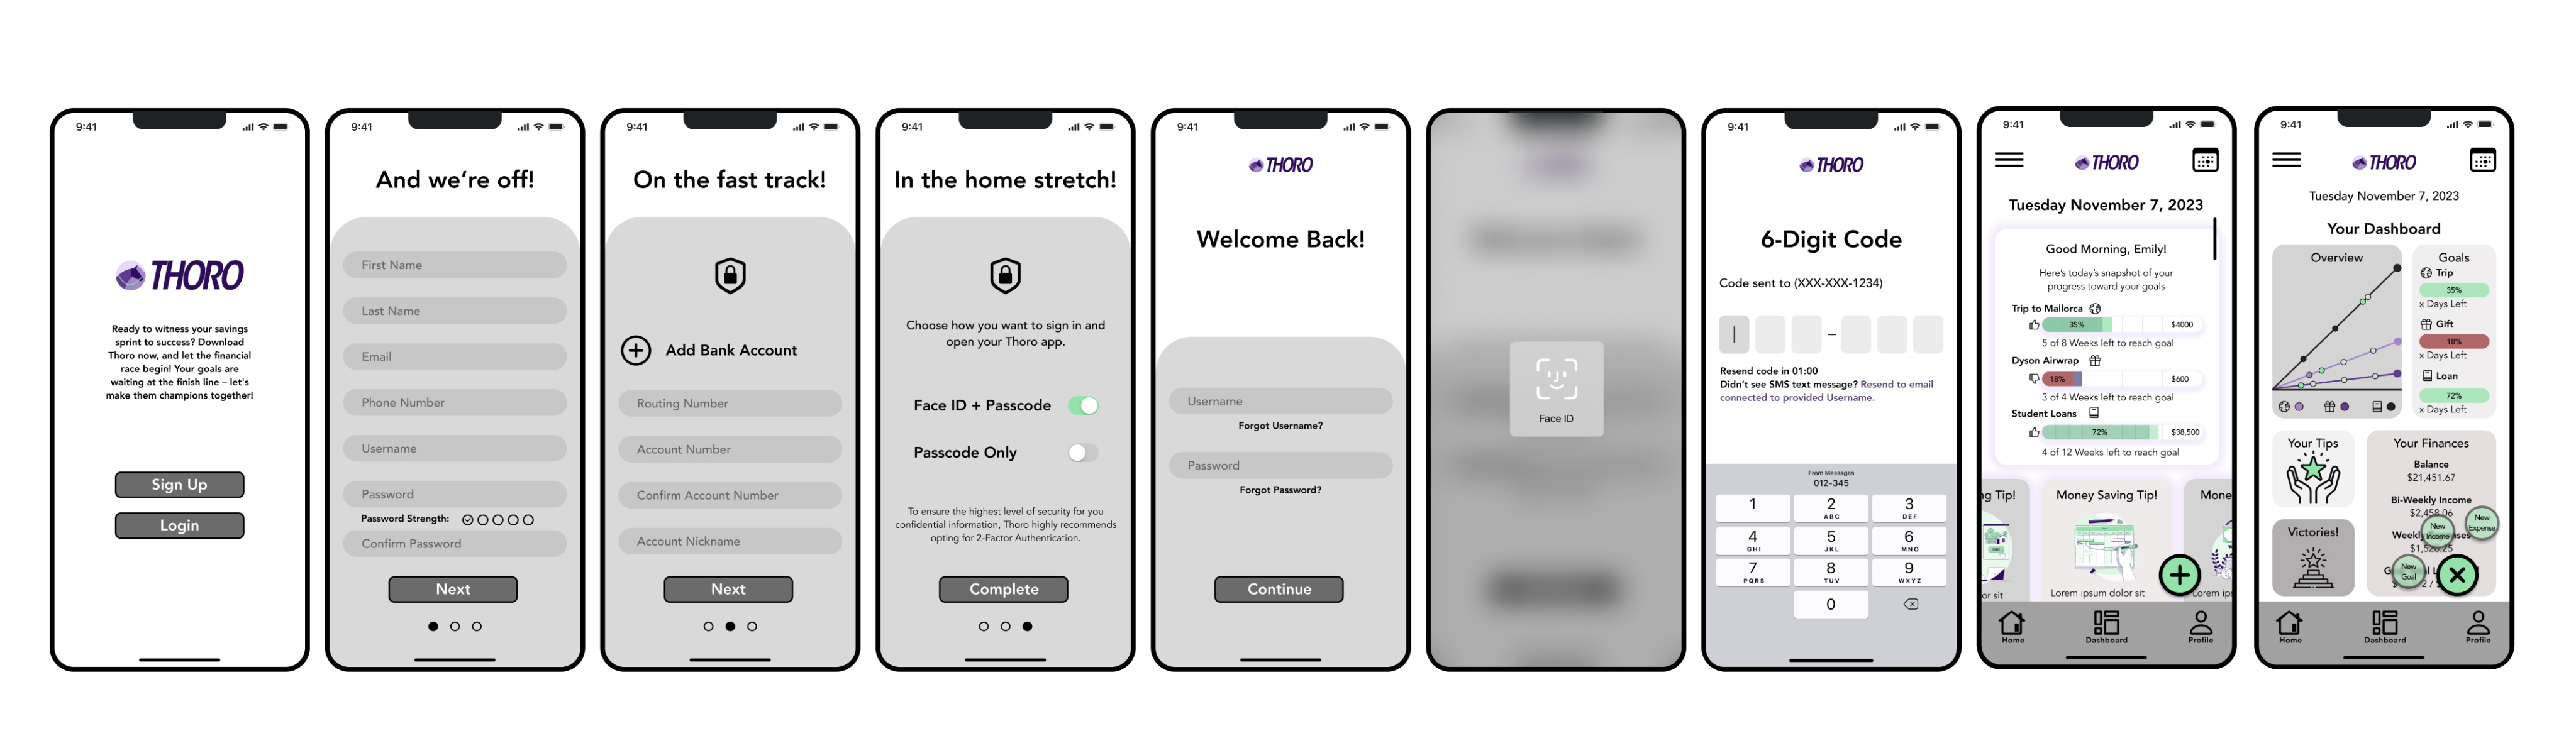 9:41
THORO
Ready to witness your savings
sprint to success? Download
Thoro now, and let the financial
race begin! Your goals are
waiting at the finish line – let's
make them champions together!
Sign Up
Login
9:41
And we're off!
First Name
Last Name
Email
Phone Number
Username
Password
Password Strength:
Confirm Password
Next
9:41
On the fast track!
Add Bank Account
Routing Number
Account Number
Confirm Account Number
Account Nickname
Next
9:41
In the home stretch!
Choose how you want to sign in and
open your Thoro app.
Face ID + Passcode
Passcode Only
To ensure the highest level of security for you
confidential information, Thoro highly recommends
opting for 2-Factor Authentication.
Complete
9:41
THORO
Welcome Back!
Username
Forgot Username?
Password
Forgot Password?
Continue
Face ID
9:41
THORO
6-Digit Code
Code sent to (XXX-XXX-1234)
–
Resend code in 01:00
Didn't see SMS text message? Resend to email
connected to provided Username.
From Messages
012-345
1 2 3
ABC DEF
4 5 6
GHI JKL MNO
7 8 9
PQRS TUV WXYZ
0
9:41
THORO
Tuesday November 7, 2023
Good Morning, Emily!
Here's today's snapshot of your
progress toward your goals
Trip to Mallorca
35% $4000
5 of 8 Weeks left to reach goal
Dyson Airwrap
18% $600
3 of 4 Weeks left to reach goal
Student Loans
72% $38,500
4 of 12 Weeks left to reach goal
ng Tip! Money Saving Tip! Mone
or sit Lorem ipsum dolor sit Lorem ips
Home Dashboard Profile
9:41
THORO
Tuesday November 7, 2023
Your Dashboard
Overview
Goals
Trip
35%
x Days Left
Gift
18%
x Days Left
Loan
72%
x Days Left
Your Tips
Victories!
Your Finances
Balance
$21,451.67
Bi-Weekly Income
$2,458.06
New
Income
New
Expense
New
Goal
Home Dashboard Profile